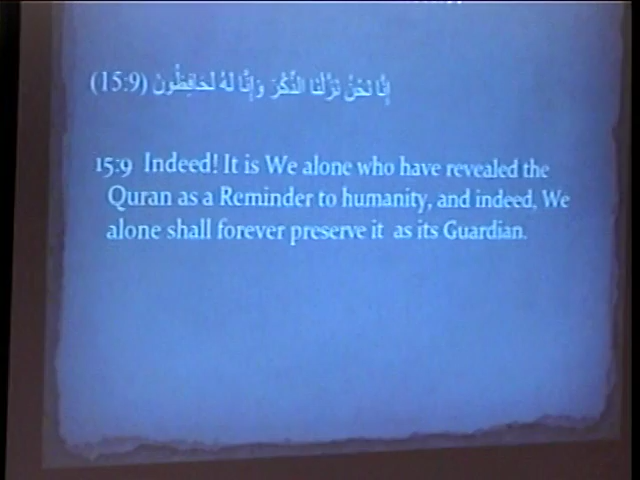 إِنَّا نَحْنُ نَزَّلْنَا الذِّكْرَ وَإِنَّا لَهُ لَحَافِظُونَ (15:9)
15:9 Indeed! It is We alone who have revealed the
Quran as a Reminder to humanity, and indeed, We
alone shall forever preserve it as its Guardian.